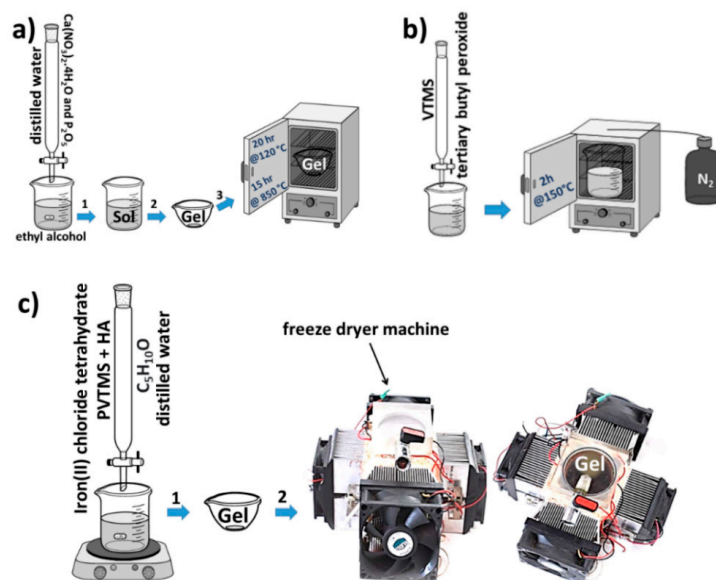 a)
distilled water
Ca(NO₃)₂.4H₂O and P₂O₅
ethyl alcohol
1
Sol
2
Gel
3
20 hr
@120 °C
15 hr
@ 850 °C
Gel
b)
VTMS
tertiary butyl peroxide
2h
@150°C
N₂
c)
Iron(II) chloride tetrahydrate
PVTMS + HA
C₅H₁₀O
distilled water
1
Gel
2
freeze dryer machine
Gel